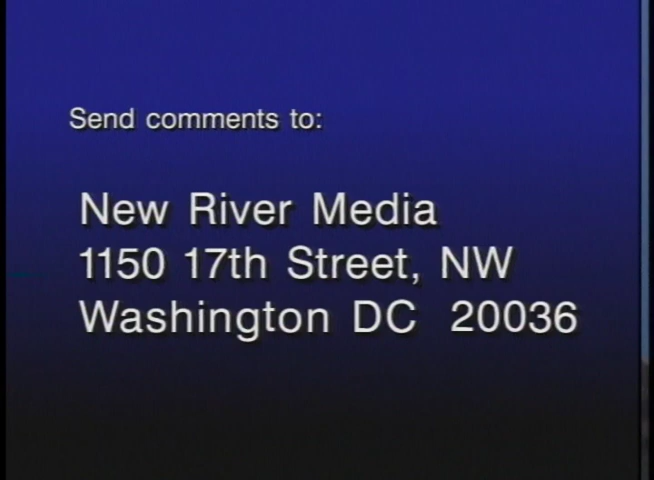 Send comments to:
New River Media
1150 17th Street, NW
Washington DC 20036